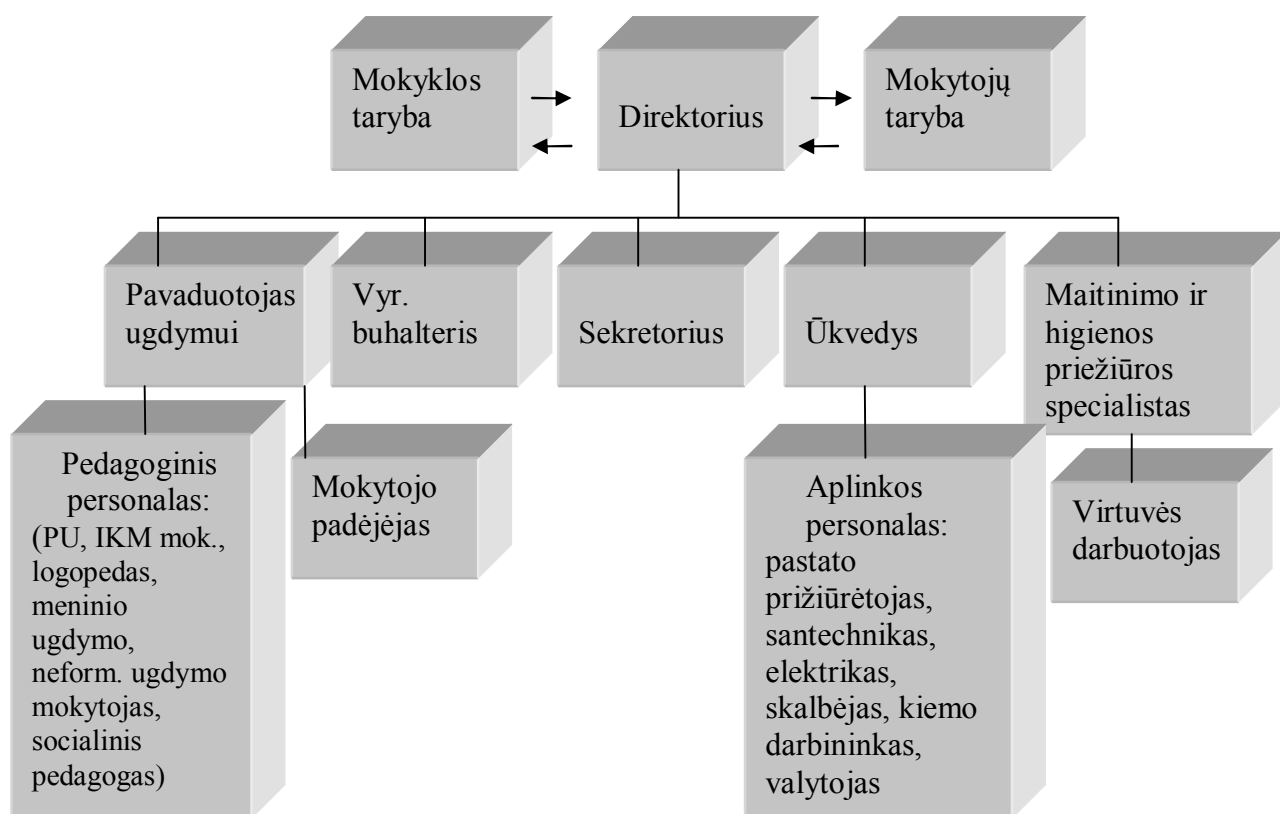 Mokyklos
taryba
Direktorius
Mokytojų
taryba
Pavaduotojas
ugdymui
Vyr.
buhalteris
Sekretorius
Ūkvedys
Maitinimo ir
higienos
priežiūros
specialistas
Pedagoginis
personalas:
(PU, IKM mok.,
logopedas,
meninio
ugdymo,
neform. ugdymo
mokytojas,
socialinis
pedagogas)
Mokytojo
padėjėjas
Aplinkos
personalas:
pastato
prižiūrėtojas,
santechnikas,
elektrikas,
skalbėjas, kiemo
darbininkas,
valytojas
Virtuvės
darbuotojas